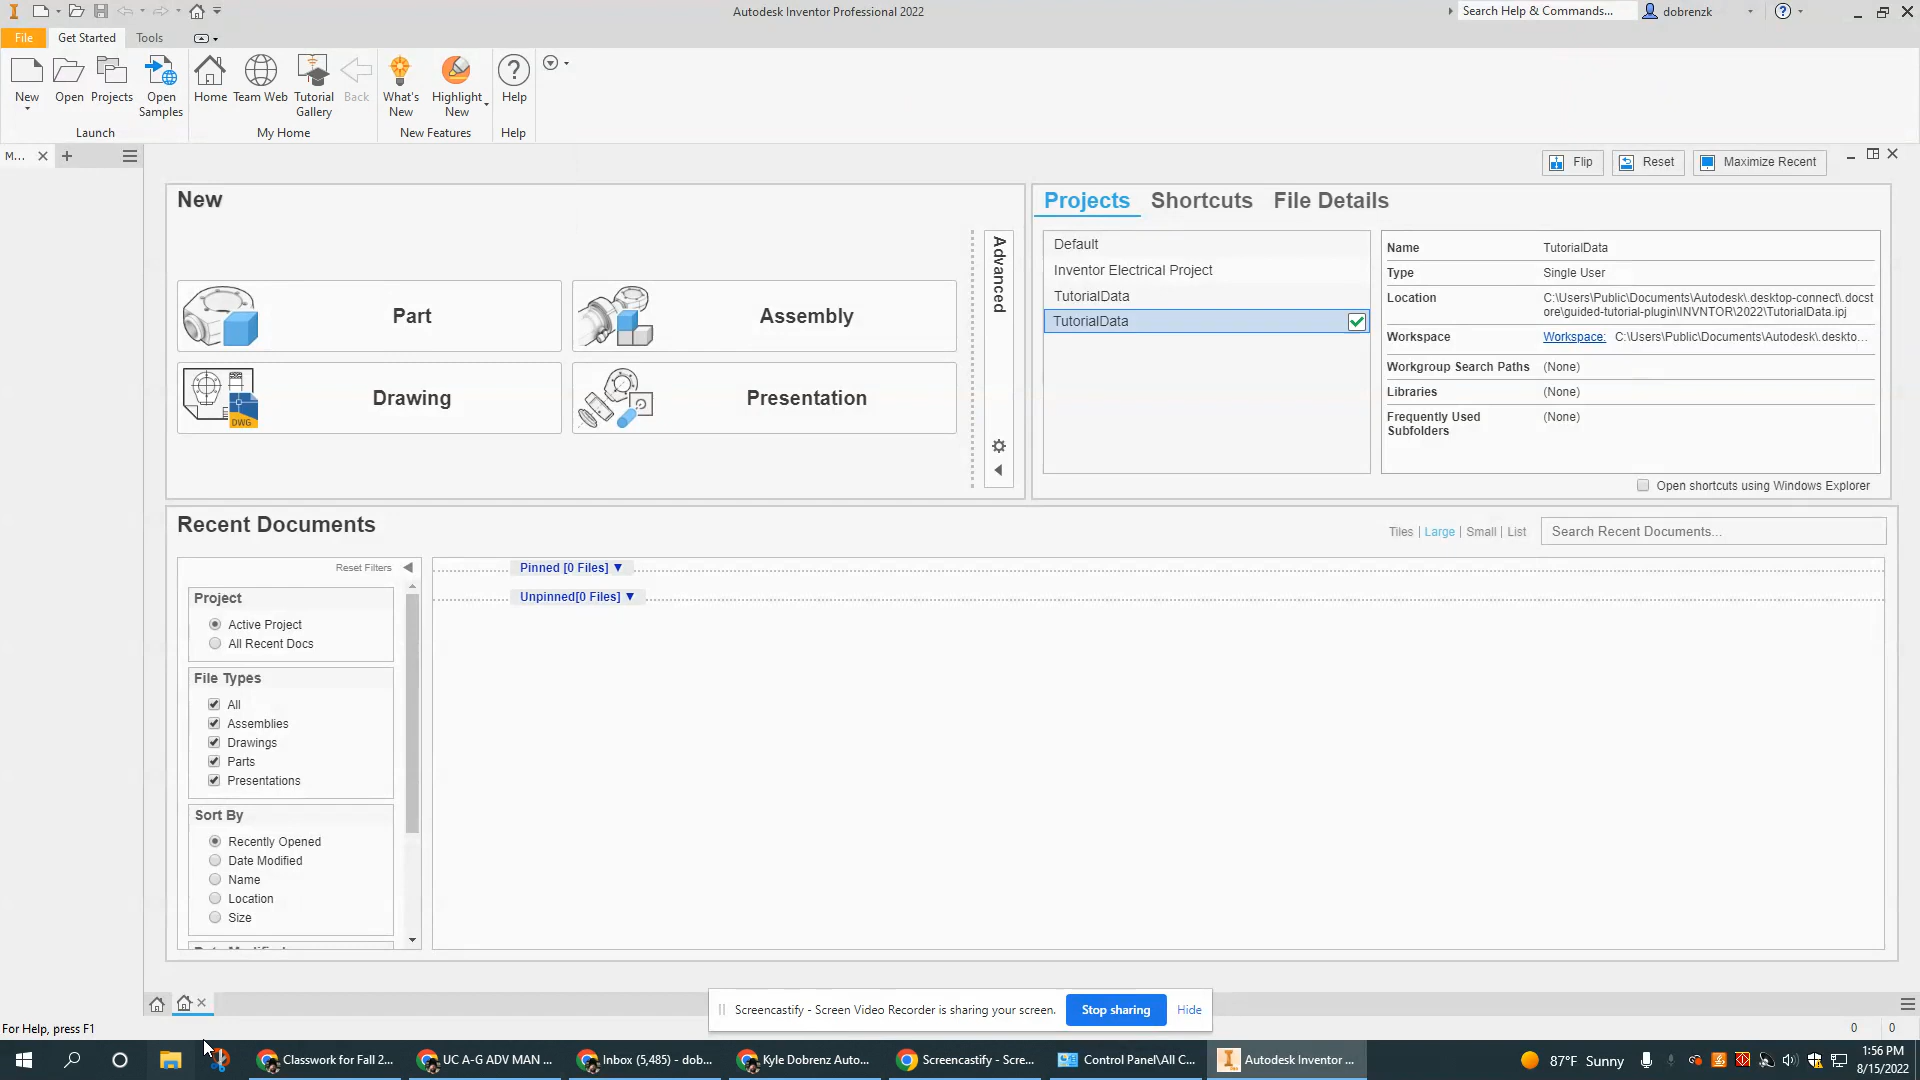 Autodesk Inventor Professional 2022
Search Help & Commands...
dobrenzk
File
Get Started
Tools
New
Open
Projects
Open Samples
Home
Team Web
Tutorial Gallery
Back
What's New
Highlight New
Help
Launch
My Home
New Features
Help
M...
Flip
Reset
Maximize Recent
New
Part
Assembly
Drawing
DWG
Presentation
Advanced
Projects
Shortcuts
File Details
Default
Inventor Electrical Project
TutorialData
TutorialData
Name TutorialData
Type Single User
Location C:\Users\Public\Documents\Autodesk\.desktop-connect\.docst
ore\guided-tutorial-plugin\INVNTOR\2022\TutorialData.ipj
Workspace Workspace: C:\Users\Public\Documents\Autodesk\.deskto...
Workgroup Search Paths (None)
Libraries (None)
Frequently Used (None)
Subfolders
Open shortcuts using Windows Explorer
Recent Documents
Tiles | Large | Small | List
Search Recent Documents...
Reset Filters
Pinned [0 Files]
Unpinned[0 Files]
Project
Active Project
All Recent Docs
File Types
All
Assemblies
Drawings
Parts
Presentations
Sort By
Recently Opened
Date Modified
Name
Location
Size
Screencastify - Screen Video Recorder is sharing your screen.
Stop sharing
Hide
For Help, press F1
0 0
Classwork for Fall 2...
UC A-G ADV MAN ...
Inbox (5,485) - dob...
Kyle Dobrenz Auto...
Screencastify - Scre...
Control Panel\All C...
Autodesk Inventor ...
87°F Sunny
1:56 PM
8/15/2022